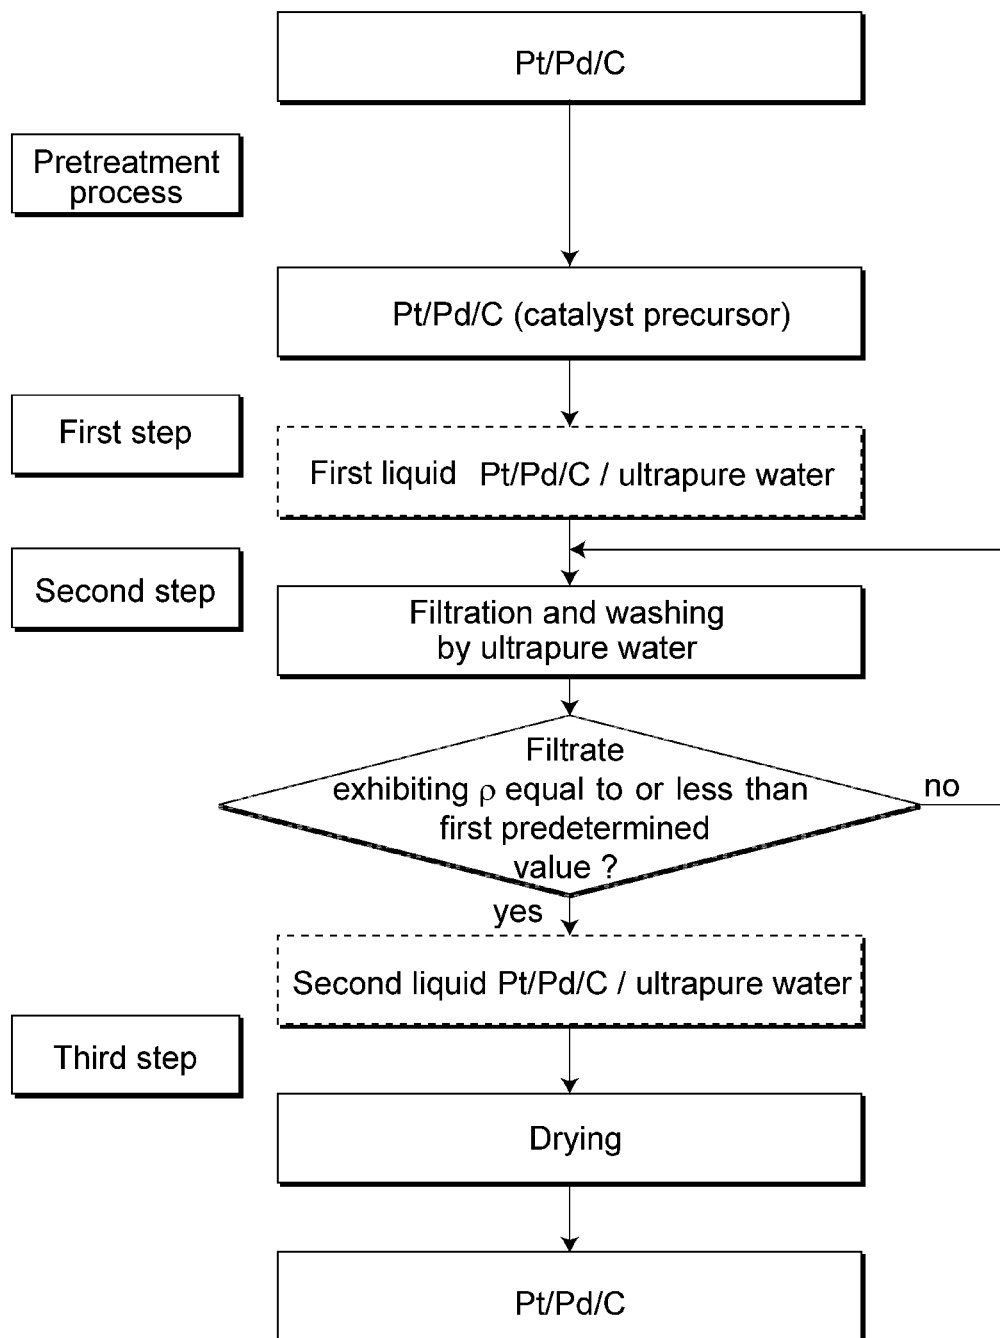 Pt/Pd/C
Pretreatment
process
Pt/Pd/C (catalyst precursor)
First step
First liquid Pt/Pd/C / ultrapure water
Second step
Filtration and washing
by ultrapure water
Filtrate
exhibiting ρ equal to or less than
first predetermined
value ?
no
yes
Second liquid Pt/Pd/C / ultrapure water
Third step
Drying
Pt/Pd/C